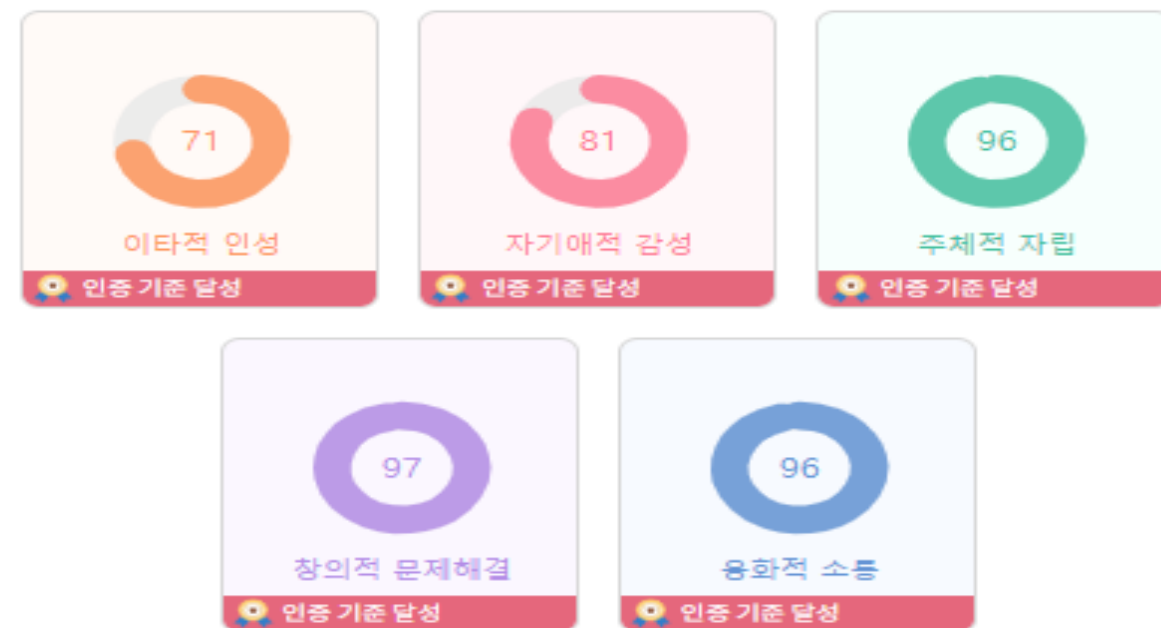 71
81
96
이타적 인성
자기애적 감성
주체적 자립
인증 기준 달성
인증 기준 달성
인증 기준 달성
97
96
창의적 문제해결
융화적 소통
인증 기준 달성
인증 기준 달성